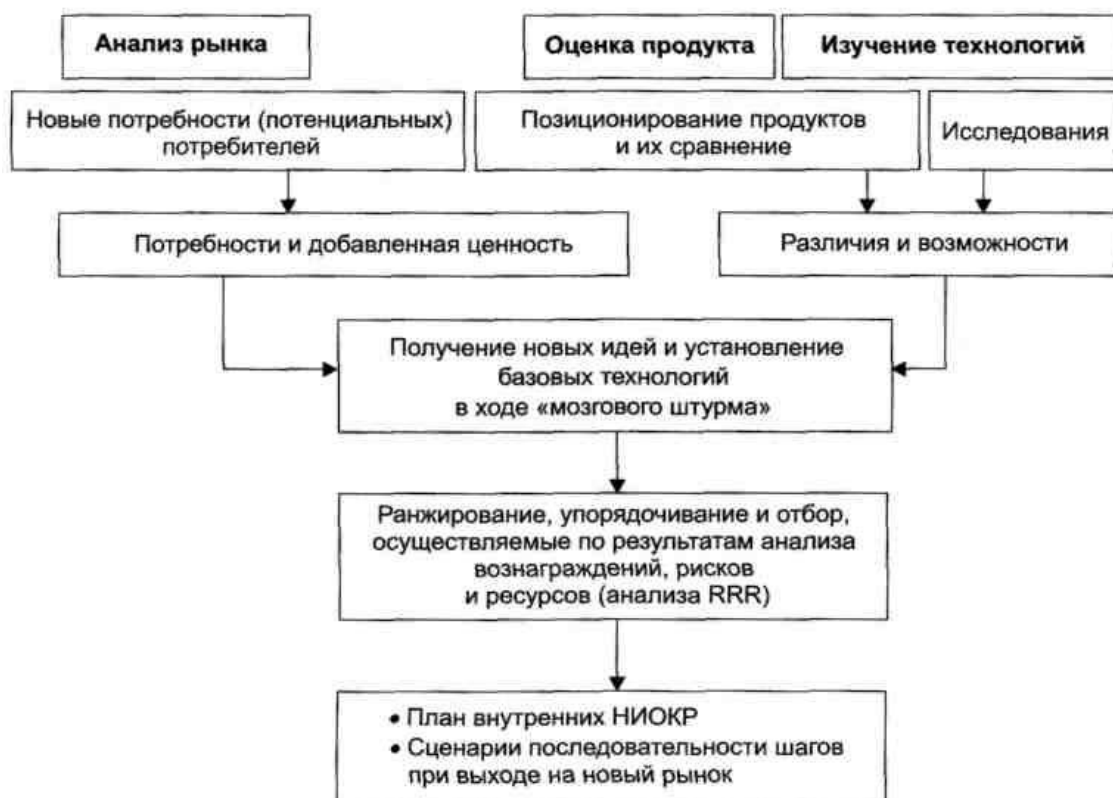 Анализ рынка
Оценка продукта
Изучение технологий
Новые потребности (потенциальных)
потребителей
Позиционирование продуктов
и их сравнение
Исследования
Потребности и добавленная ценность
Различия и возможности
Получение новых идей и установление
базовых технологий
в ходе «мозгового штурма»
Ранжирование, упорядочивание и отбор,
осуществляемые по результатам анализа
вознаграждений, рисков
и ресурсов (анализа RRR)
• План внутренних НИОКР
• Сценарии последовательности шагов
при выходе на новый рынок